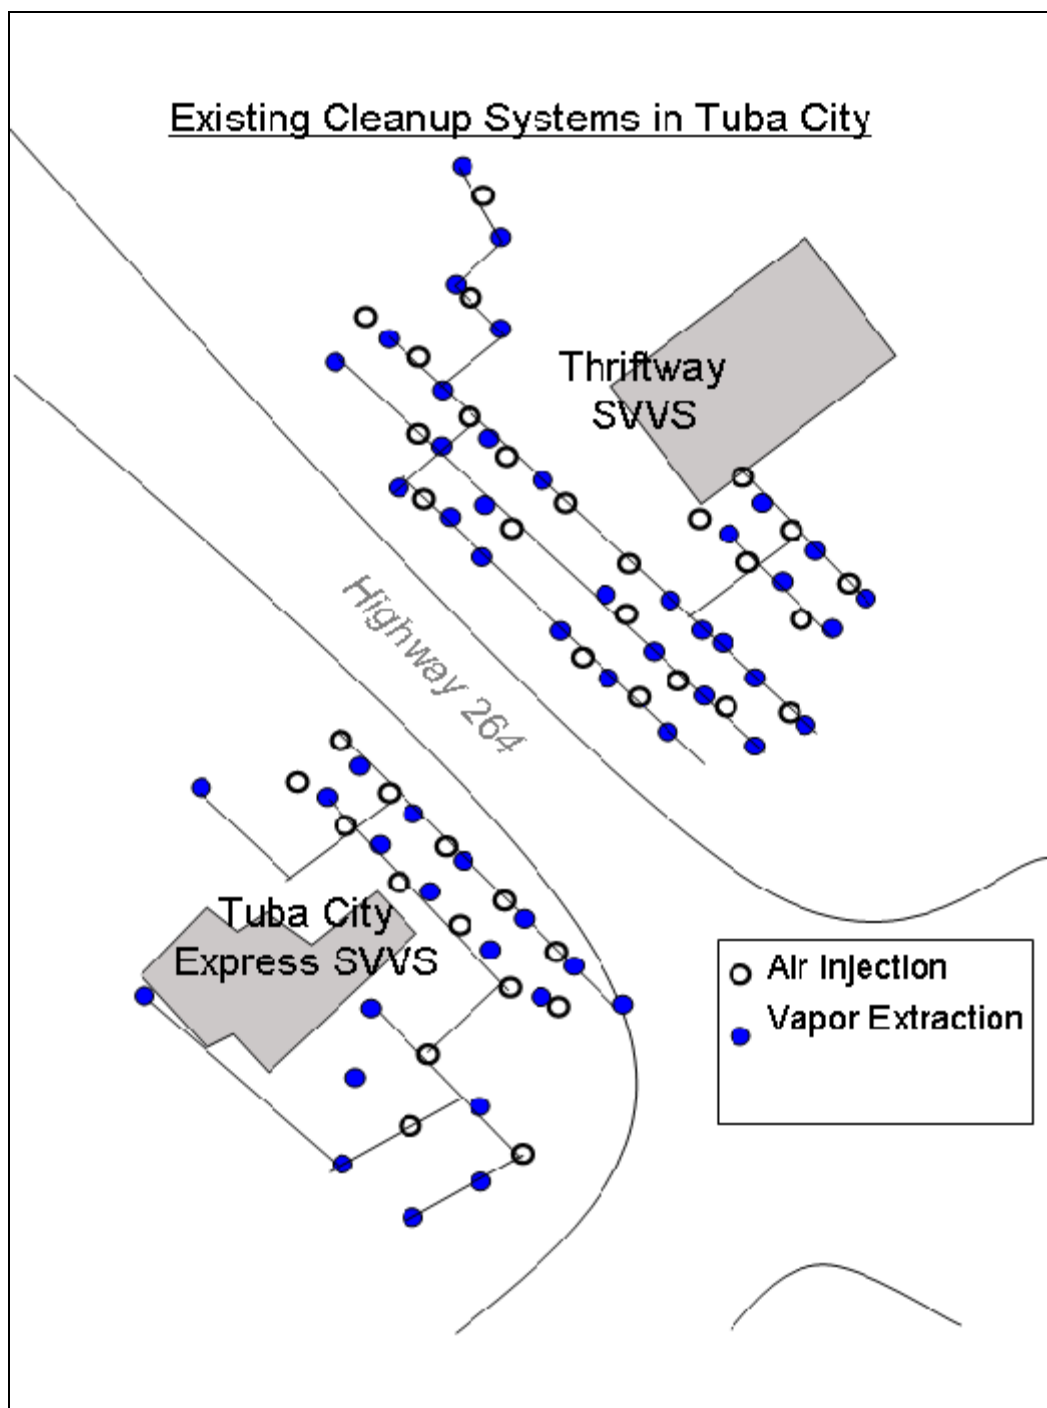 Existing Cleanup Systems in Tuba City
Thriftway
SVVS
Highway 264
Tuba City
Express SVVS
Air Injection
Vapor Extraction